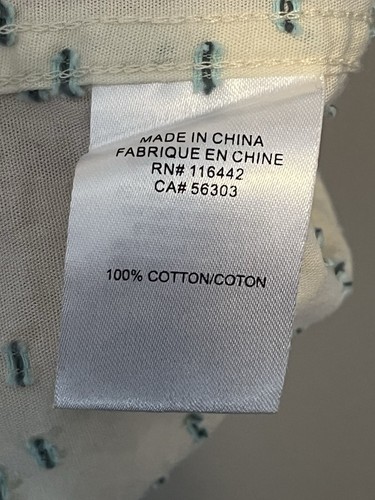 MADE IN CHINA
FABRIQUE EN CHINE
RN# 116442
CA# 56303
100% COTTON/COTON